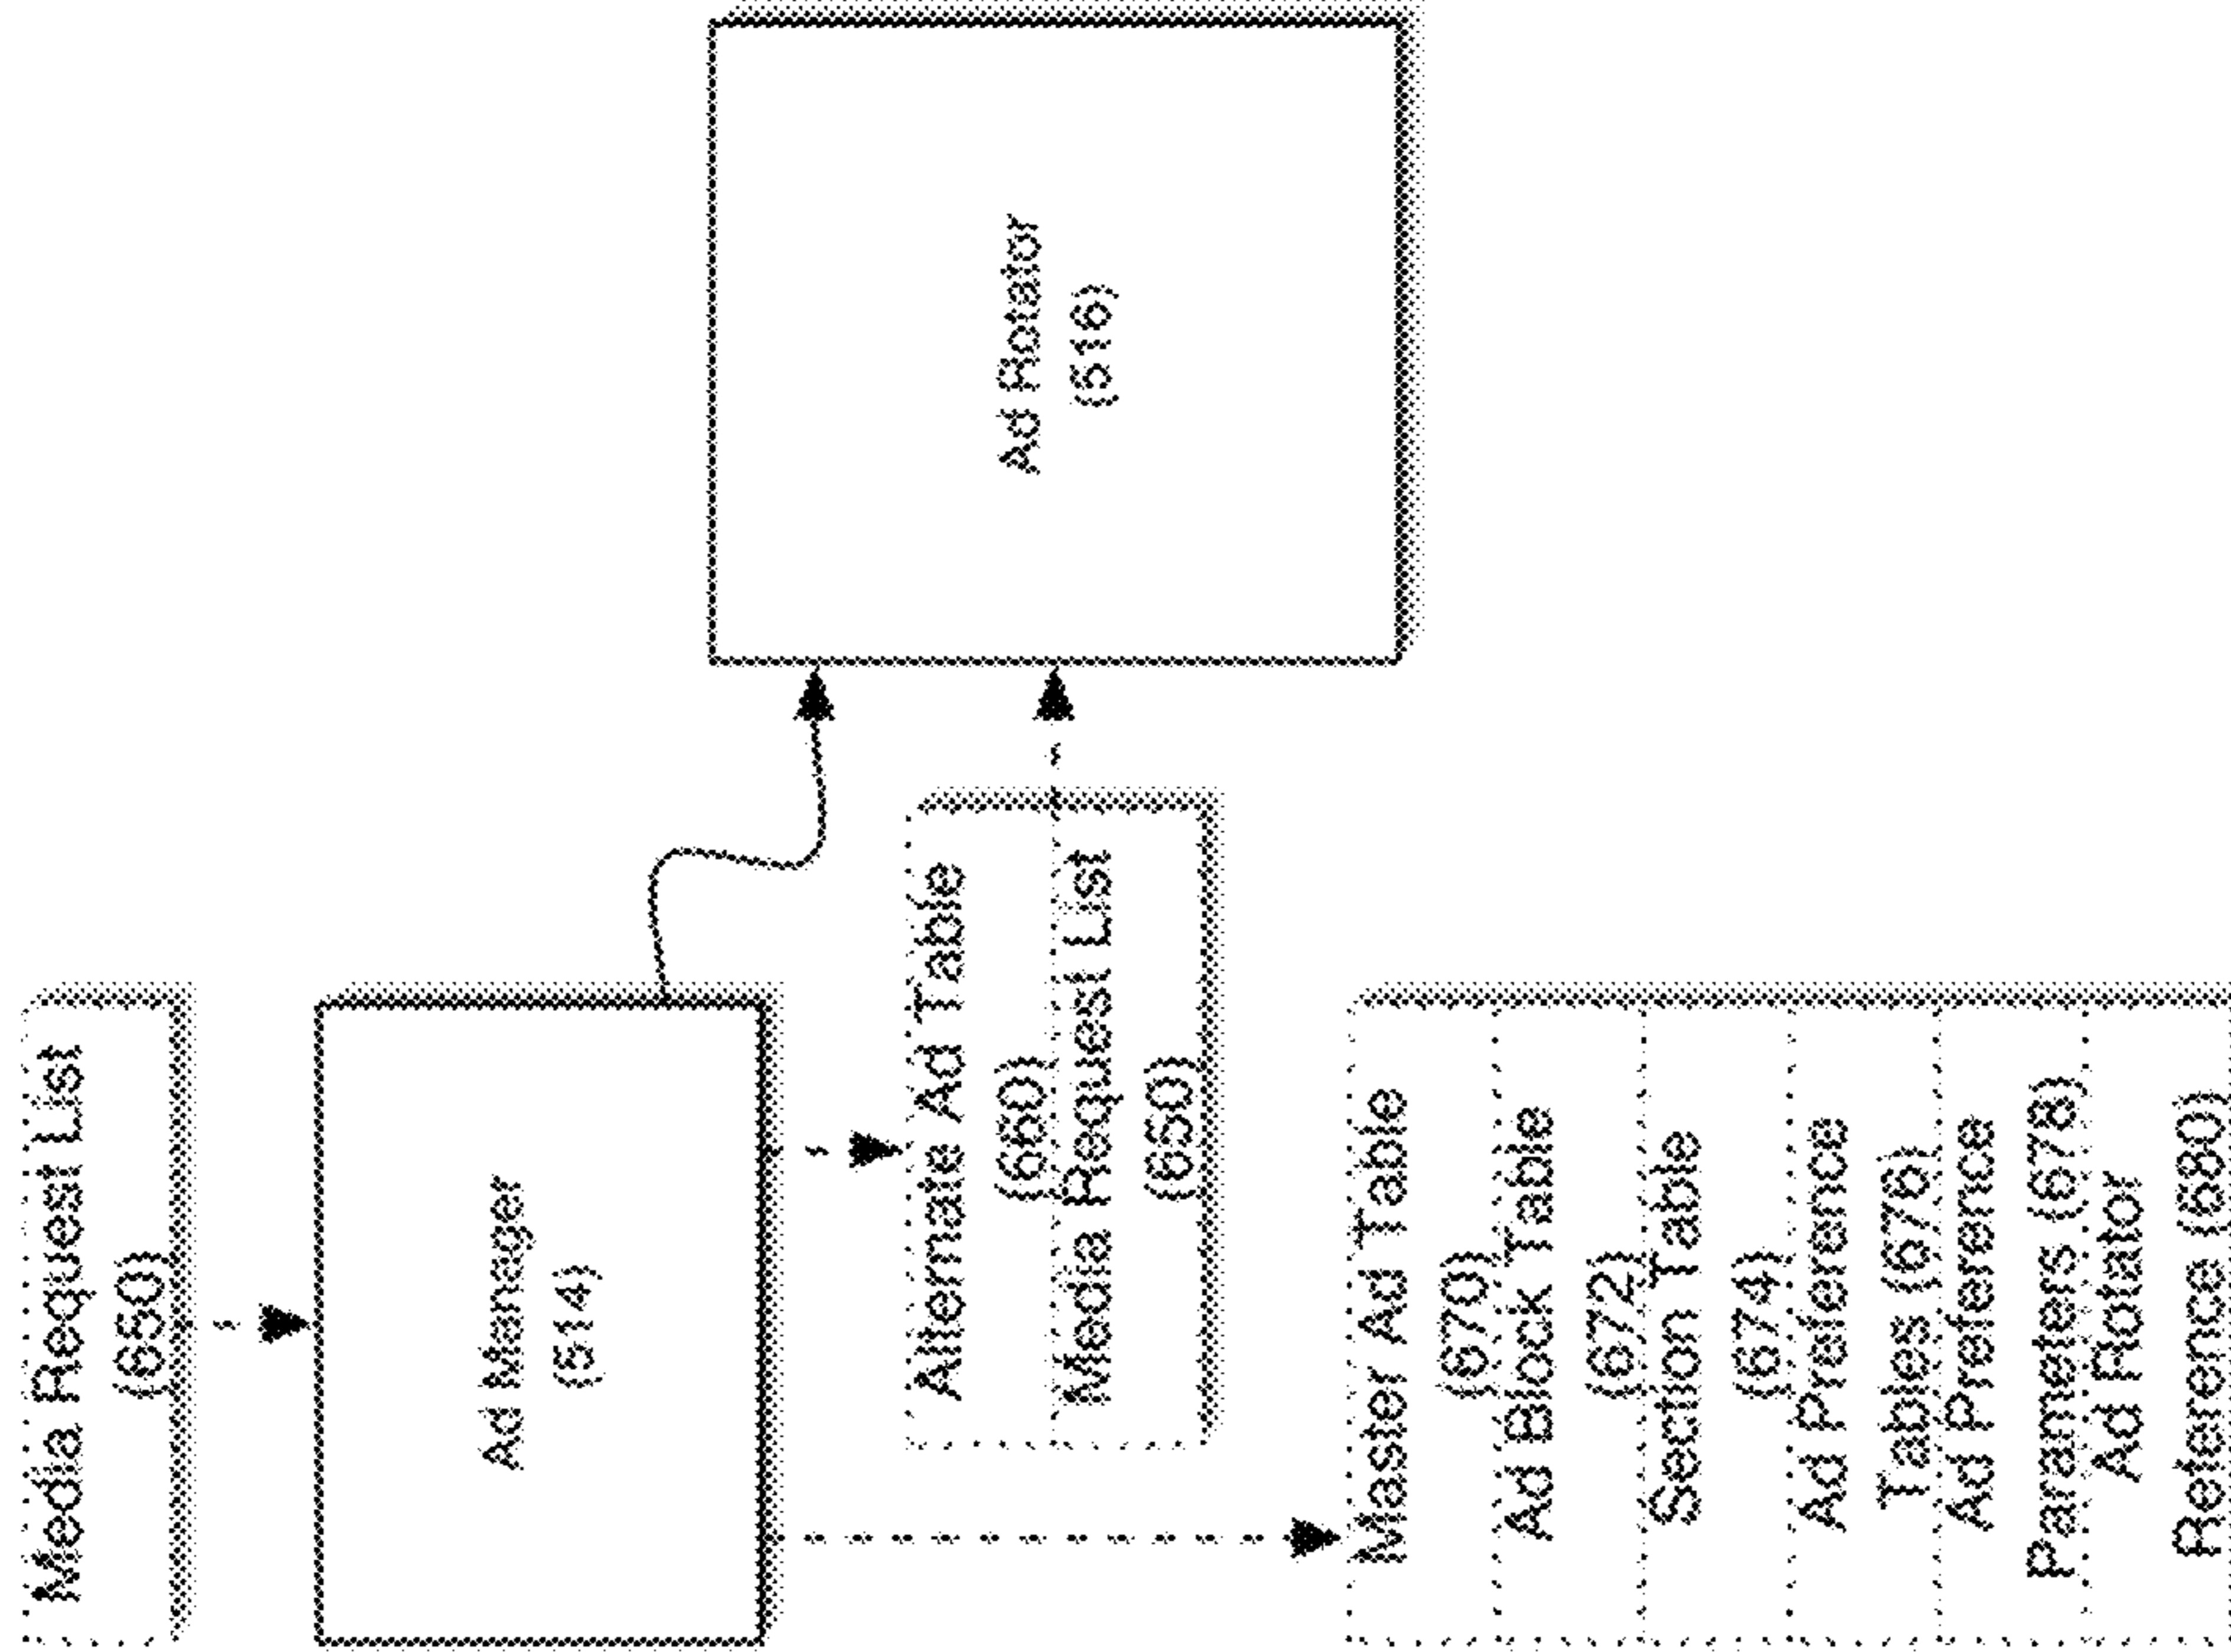 Media Request List
(650)
Ad Manager
(514)
Alternate Ad Table
(660)
Media Request List
(650)
Ad Rotator
(516)
Master Ad Table
(670)
Ad Block Table
(672)
Section Table
(674)
Ad Preference
Tables (676)
Ad Preference
Parameters (678)
Ad Rotator
Reference (680)